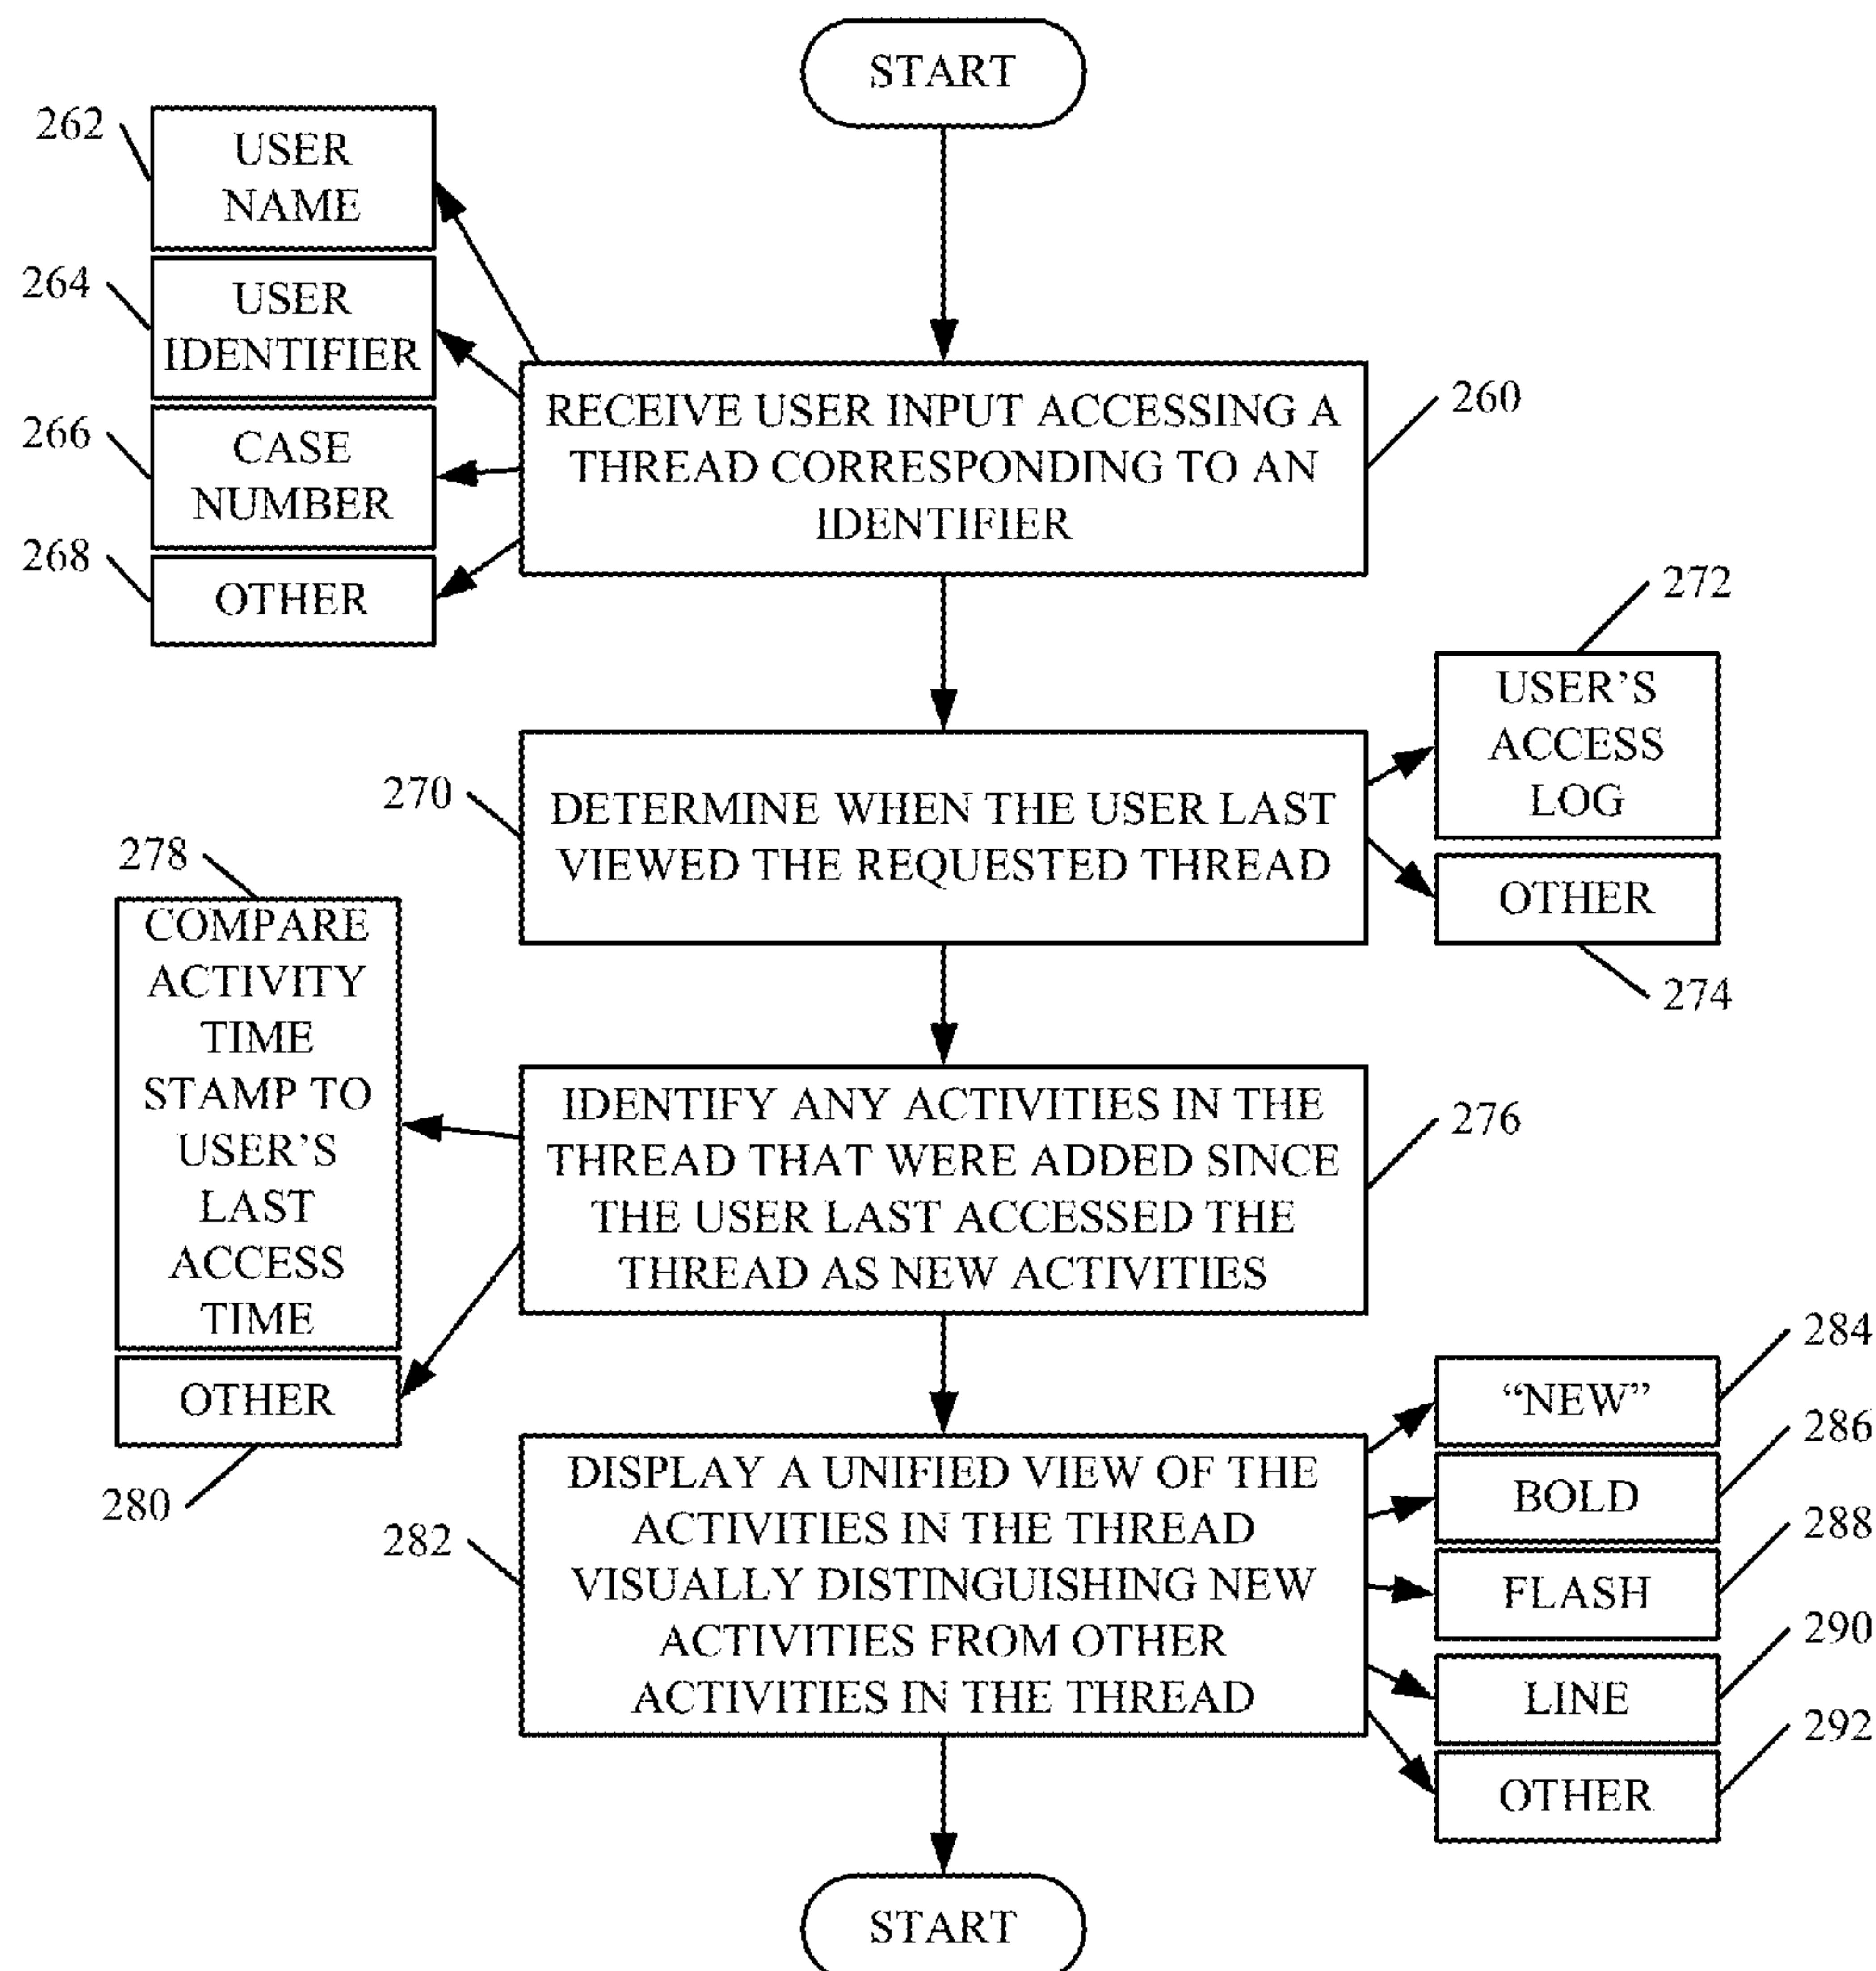 START
262
USER
NAME
264
USER
IDENTIFIER
266
CASE
NUMBER
268
OTHER
RECEIVE USER INPUT ACCESSING A
THREAD CORRESPONDING TO AN
IDENTIFIER
260
272
USER’S
ACCESS
LOG
270
DETERMINE WHEN THE USER LAST
VIEWED THE REQUESTED THREAD
OTHER
274
278
COMPARE
ACTIVITY
TIME
STAMP TO
USER’S
LAST
ACCESS
TIME
OTHER
280
IDENTIFY ANY ACTIVITIES IN THE
THREAD THAT WERE ADDED SINCE
THE USER LAST ACCESSED THE
THREAD AS NEW ACTIVITIES
276
282
DISPLAY A UNIFIED VIEW OF THE
ACTIVITIES IN THE THREAD
VISUALLY DISTINGUISHING NEW
ACTIVITIES FROM OTHER
ACTIVITIES IN THE THREAD
284
“NEW”
286
BOLD
288
FLASH
290
LINE
292
OTHER
START